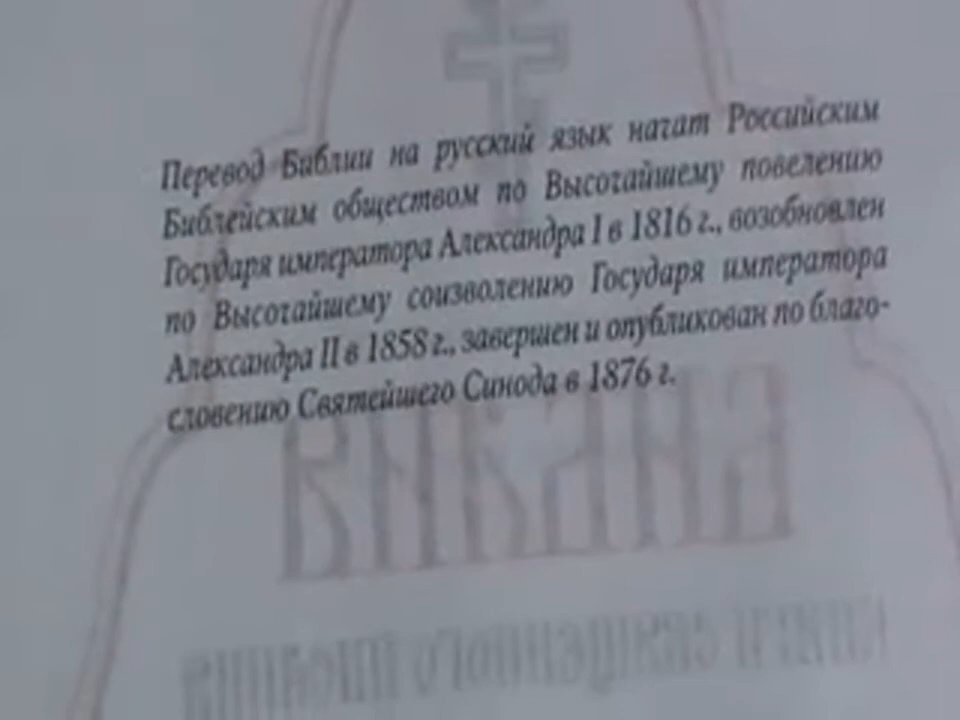 Перевод Библии на русский язык начат Российским
Библейским обществом по Высочайшему повелению
Государя императора Александра I в 1816 г., возобновлен
по Высочайшему соизволению Государя императора
Александра II в 1858 г., завершен и опубликован по благо-
словению Святейшего Синода в 1876 г.